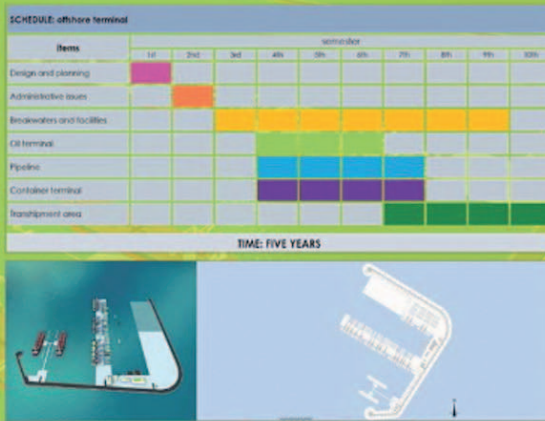 SCHEDULE: offshore terminal
Items
semester
1st 2nd 3rd 4th 5th 6th 7th 8th 9th 10th
Design and planning
Administrative issues
Breakwaters and facilities
Oil terminal
Pipeline
Container terminal
Transhipment area
TIME: FIVE YEARS